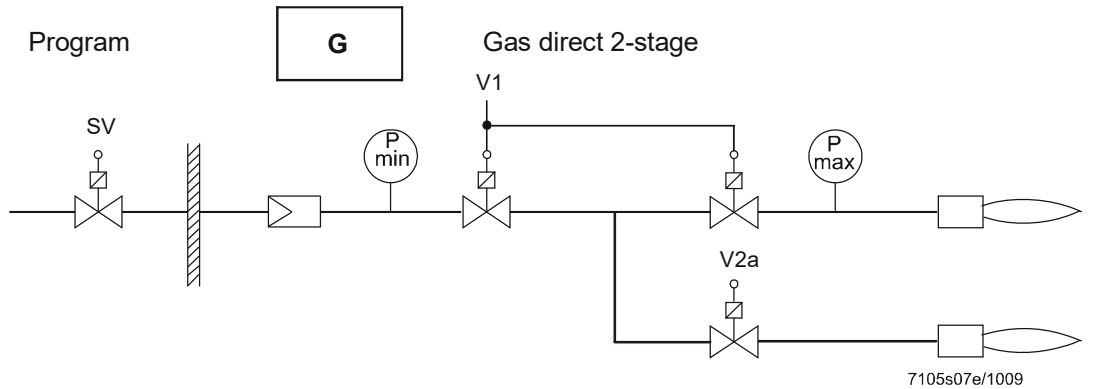 Program G Gas direct 2-stage
V1
SV
P
min
P
max
V2a
7105s07e/1009